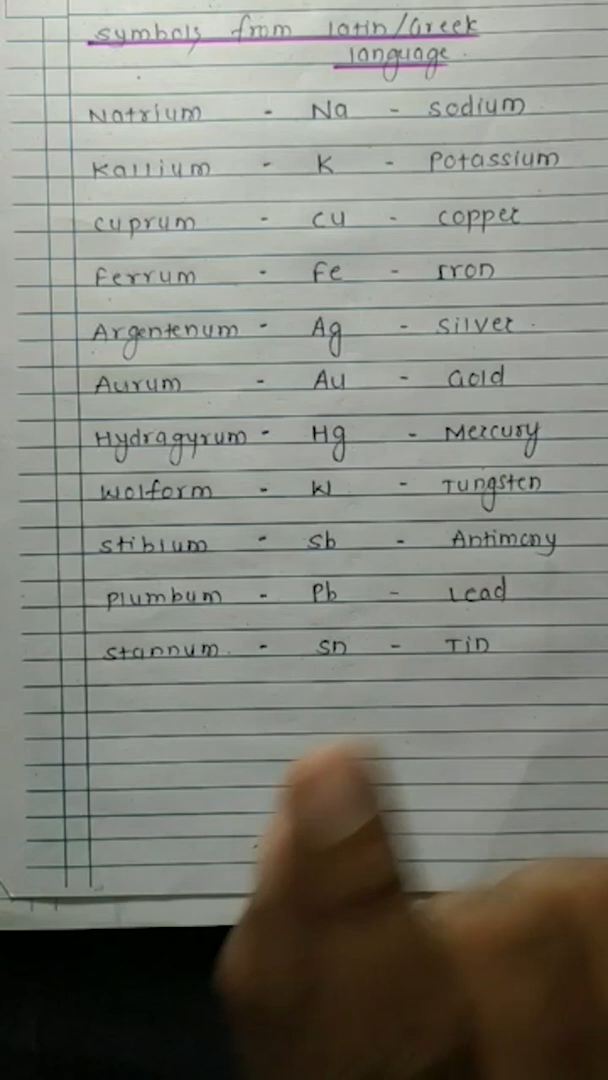 symbols from latin/Greek
language.
Natrium - Na - sodium
Kallium - K - Potassium
cuprum - cu - copper
Ferrum - Fe - Iron
Argentenum - Ag - silver.
Aurum - Au - Gold
Hydragyrum - Hg - Mercury
Wolform - W - Tungsten
stibium - sb - Antimony
Plumbum - Pb - Lead
stannum. - sn - Tin